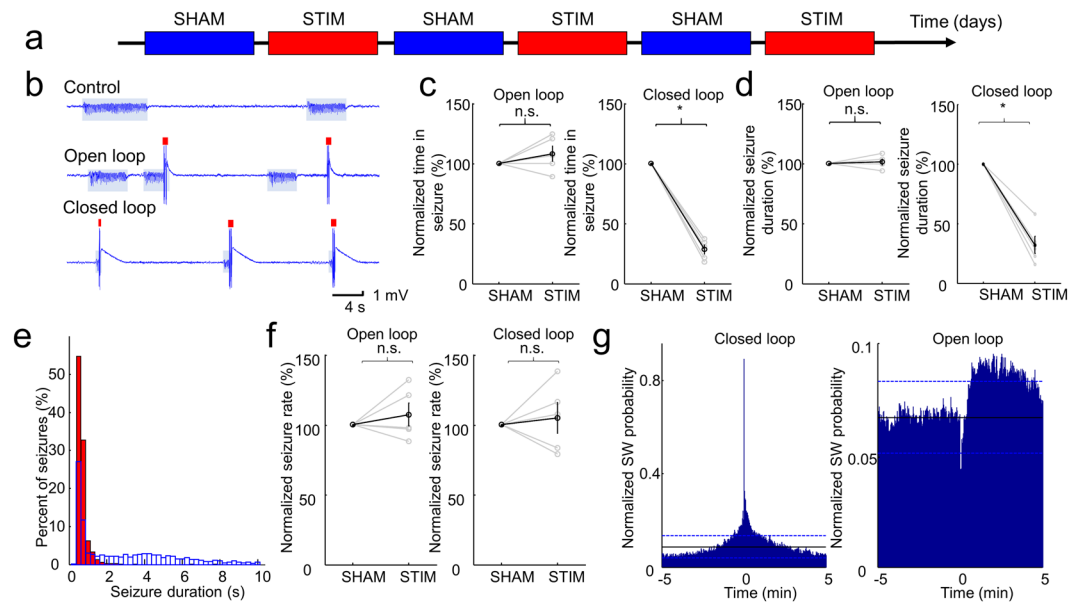 a
SHAM
STIM
SHAM
STIM
SHAM
STIM
Time (days)
b
Control
Open loop
Closed loop
1 mV
4 s
c
Open loop
n.s.
Normalized time in
seizure (%)
150
100
50
0
SHAM
STIM
Closed loop
*
Normalized time in
seizure (%)
150
100
50
0
SHAM
STIM
d
Open loop
n.s.
Normalized seizure
duration (%)
150
100
50
0
SHAM
STIM
Closed loop
*
Normalized seizure
duration (%)
150
100
50
0
SHAM
STIM
e
Percent of seizures (%)
50
40
30
20
10
0
0
2
4
6
8
10
Seizure duration (s)
f
Open loop
n.s.
Normalized seizure rate (%)
150
100
50
0
SHAM
STIM
Closed loop
n.s.
Normalized seizure rate (%)
150
100
50
0
SHAM
STIM
g
Closed loop
Normalized SW probability
0.8
0.4
0
-5
0
5
Time (min)
Open loop
Normalized SW probability
0.1
0.05
0
-5
0
5
Time (min)